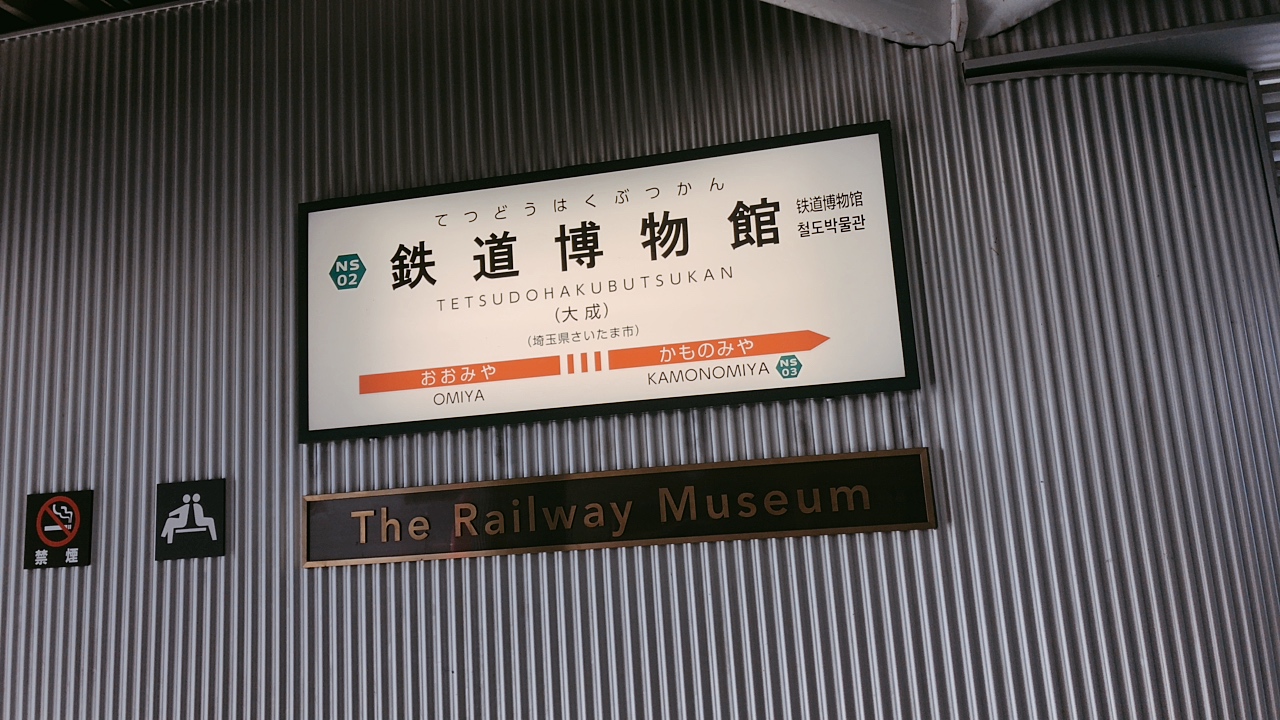 てつどうはくぶつかん
NS
02
鉄道博物館
铁道博物馆
철도박물관
TETSUDOHAKUBUTSUKAN
(大成)
(埼玉県さいたま市)
おおみや
かものみや
OMIYA
KAMONOMIYA
NS
03
The Railway Museum
禁煙